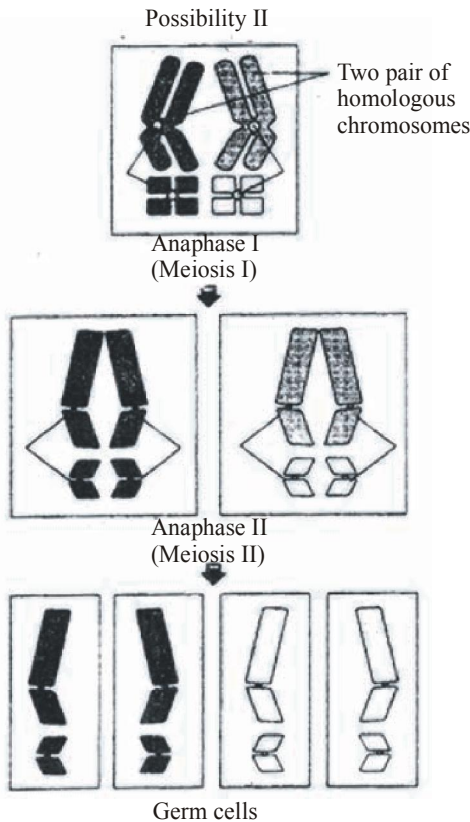 Possibility II
Two pair of
homologous
chromosomes
Anaphase I
(Meiosis I)
Anaphase II
(Meiosis II)
Germ cells